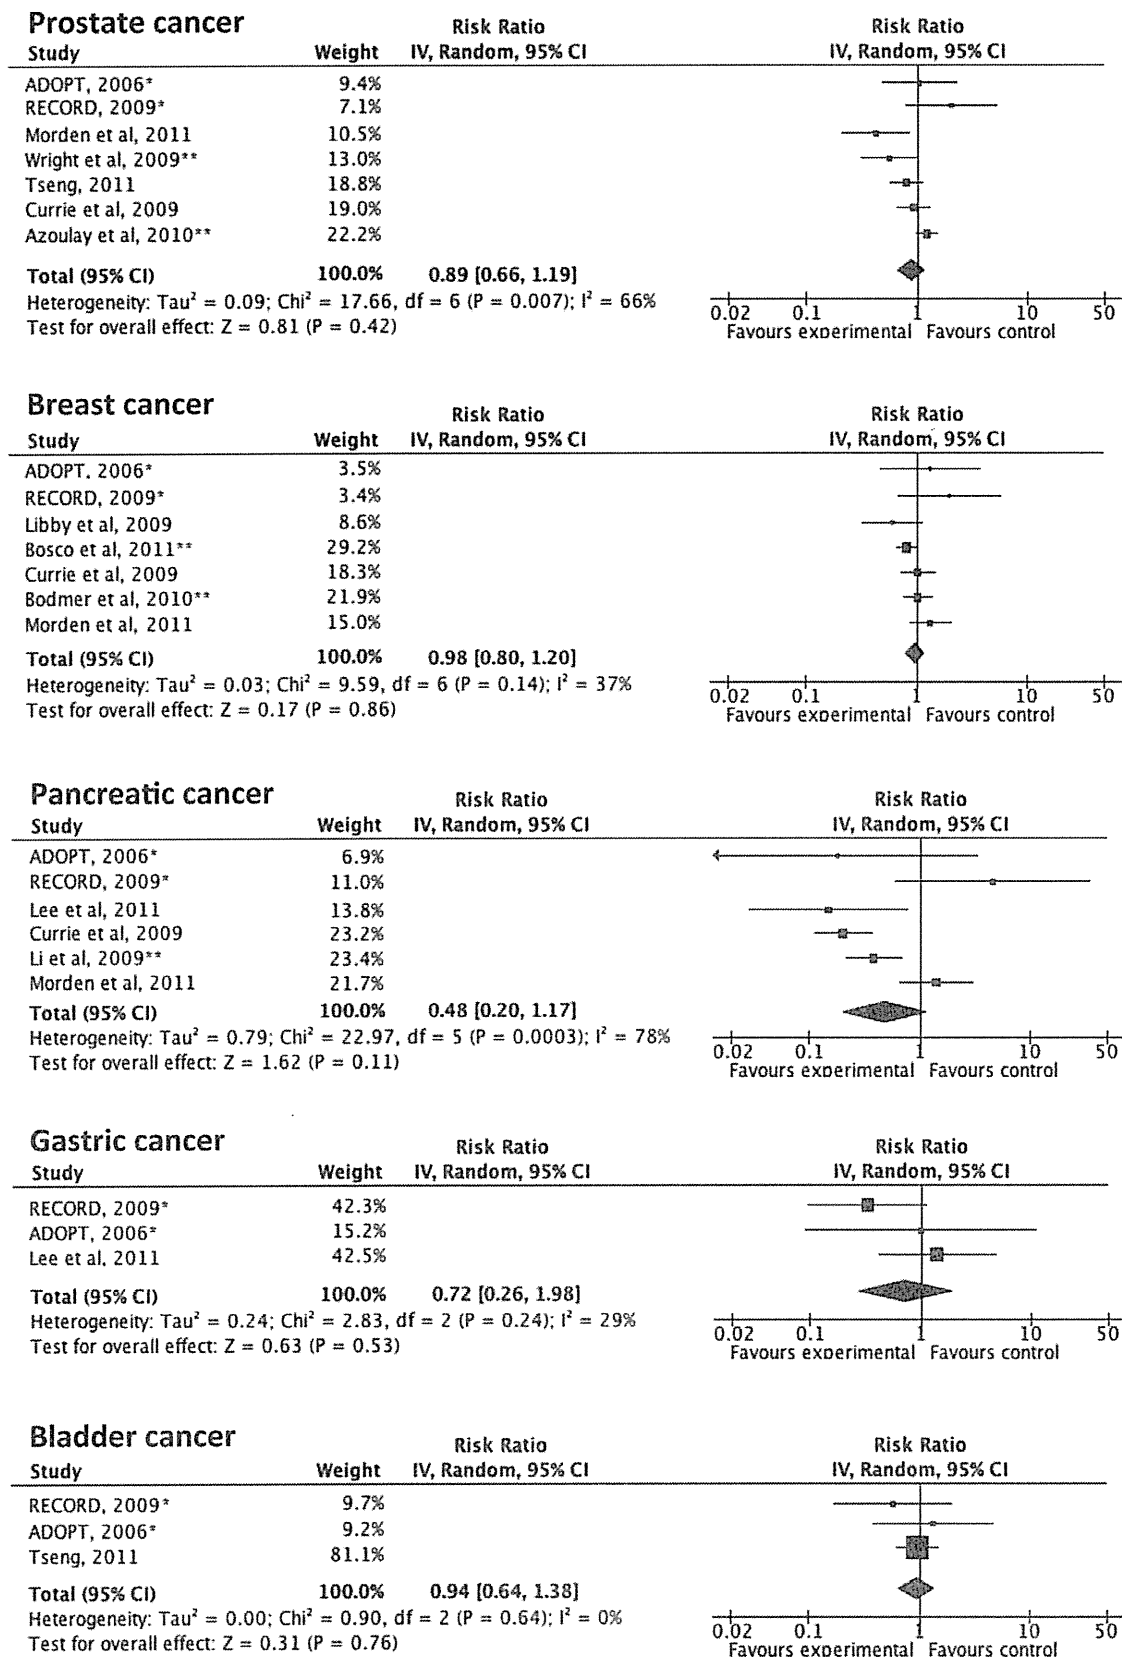 Prostate cancer
Risk Ratio Risk Ratio
Study Weight IV, Random, 95% CI IV, Random, 95% CI
ADOPT, 2006* 9.4%
RECORD, 2009* 7.1%
Morden et al, 2011 10.5%
Wright et al, 2009** 13.0%
Tseng, 2011 18.8%
Currie et al, 2009 19.0%
Azoulay et al, 2010** 22.2%
Total (95% CI) 100.0% 0.89 [0.66, 1.19]
Heterogeneity: Tau² = 0.09; Chi² = 17.66, df = 6 (P = 0.007); I² = 66%
0.02 0.1 1 10 50
Test for overall effect: Z = 0.81 (P = 0.42)
Favours experimental Favours control
Breast cancer
Risk Ratio Risk Ratio
Study Weight IV, Random, 95% CI IV, Random, 95% CI
ADOPT, 2006* 3.5%
RECORD, 2009* 3.4%
Libby et al, 2009 8.6%
Bosco et al, 2011** 29.2%
Currie et al, 2009 18.3%
Bodmer et al, 2010** 21.9%
Morden et al, 2011 15.0%
Total (95% CI) 100.0% 0.98 [0.80, 1.20]
Heterogeneity: Tau² = 0.03; Chi² = 9.59, df = 6 (P = 0.14); I² = 37%
0.02 0.1 1 10 50
Test for overall effect: Z = 0.17 (P = 0.86)
Favours experimental Favours control
Pancreatic cancer
Risk Ratio Risk Ratio
Study Weight IV, Random, 95% CI IV, Random, 95% CI
ADOPT, 2006* 6.9%
RECORD, 2009* 11.0%
Lee et al, 2011 13.8%
Currie et al, 2009 23.2%
Li et al, 2009** 23.4%
Morden et al, 2011 21.7%
Total (95% CI) 100.0% 0.48 [0.20, 1.17]
Heterogeneity: Tau² = 0.79; Chi² = 22.97, df = 5 (P = 0.0003); I² = 78%
0.02 0.1 1 10 50
Test for overall effect: Z = 1.62 (P = 0.11)
Favours experimental Favours control
Gastric cancer
Risk Ratio Risk Ratio
Study Weight IV, Random, 95% CI IV, Random, 95% CI
RECORD, 2009* 42.3%
ADOPT, 2006* 15.2%
Lee et al, 2011 42.5%
Total (95% CI) 100.0% 0.72 [0.26, 1.98]
Heterogeneity: Tau² = 0.24; Chi² = 2.83, df = 2 (P = 0.24); I² = 29%
0.02 0.1 1 10 50
Test for overall effect: Z = 0.63 (P = 0.53)
Favours experimental Favours control
Bladder cancer
Risk Ratio Risk Ratio
Study Weight IV, Random, 95% CI IV, Random, 95% CI
RECORD, 2009* 9.7%
ADOPT, 2006* 9.2%
Tseng, 2011 81.1%
Total (95% CI) 100.0% 0.94 [0.64, 1.38]
Heterogeneity: Tau² = 0.00; Chi² = 0.90, df = 2 (P = 0.64); I² = 0%
0.02 0.1 1 10 50
Test for overall effect: Z = 0.31 (P = 0.76)
Favours experimental Favours control